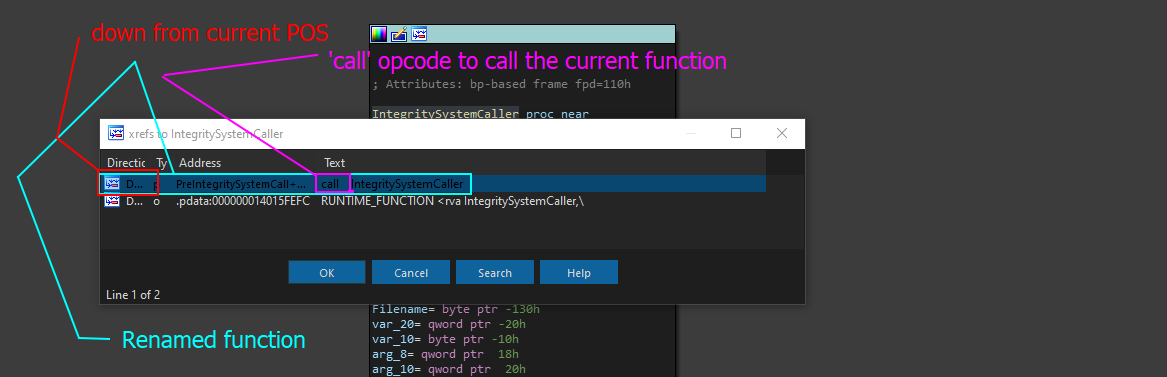 down from current POS
'call' opcode to call the current function
; Attributes: bp-based frame fpd=110h
IntegritySystemCaller proc near
xrefs to IntegritySystemCaller
Directic Ty Address Text
D... p PreIntegritySystemCall+... call IntegritySystemCaller
D... o .pdata:000000014015FEFC RUNTIME_FUNCTION <rva IntegritySystemCaller,\
OK Cancel Search Help
Line 1 of 2
Filename= byte ptr -130h
var_20= qword ptr -20h
var_10= byte ptr -10h
arg_8= qword ptr 18h
arg_10= qword ptr 20h
Renamed function